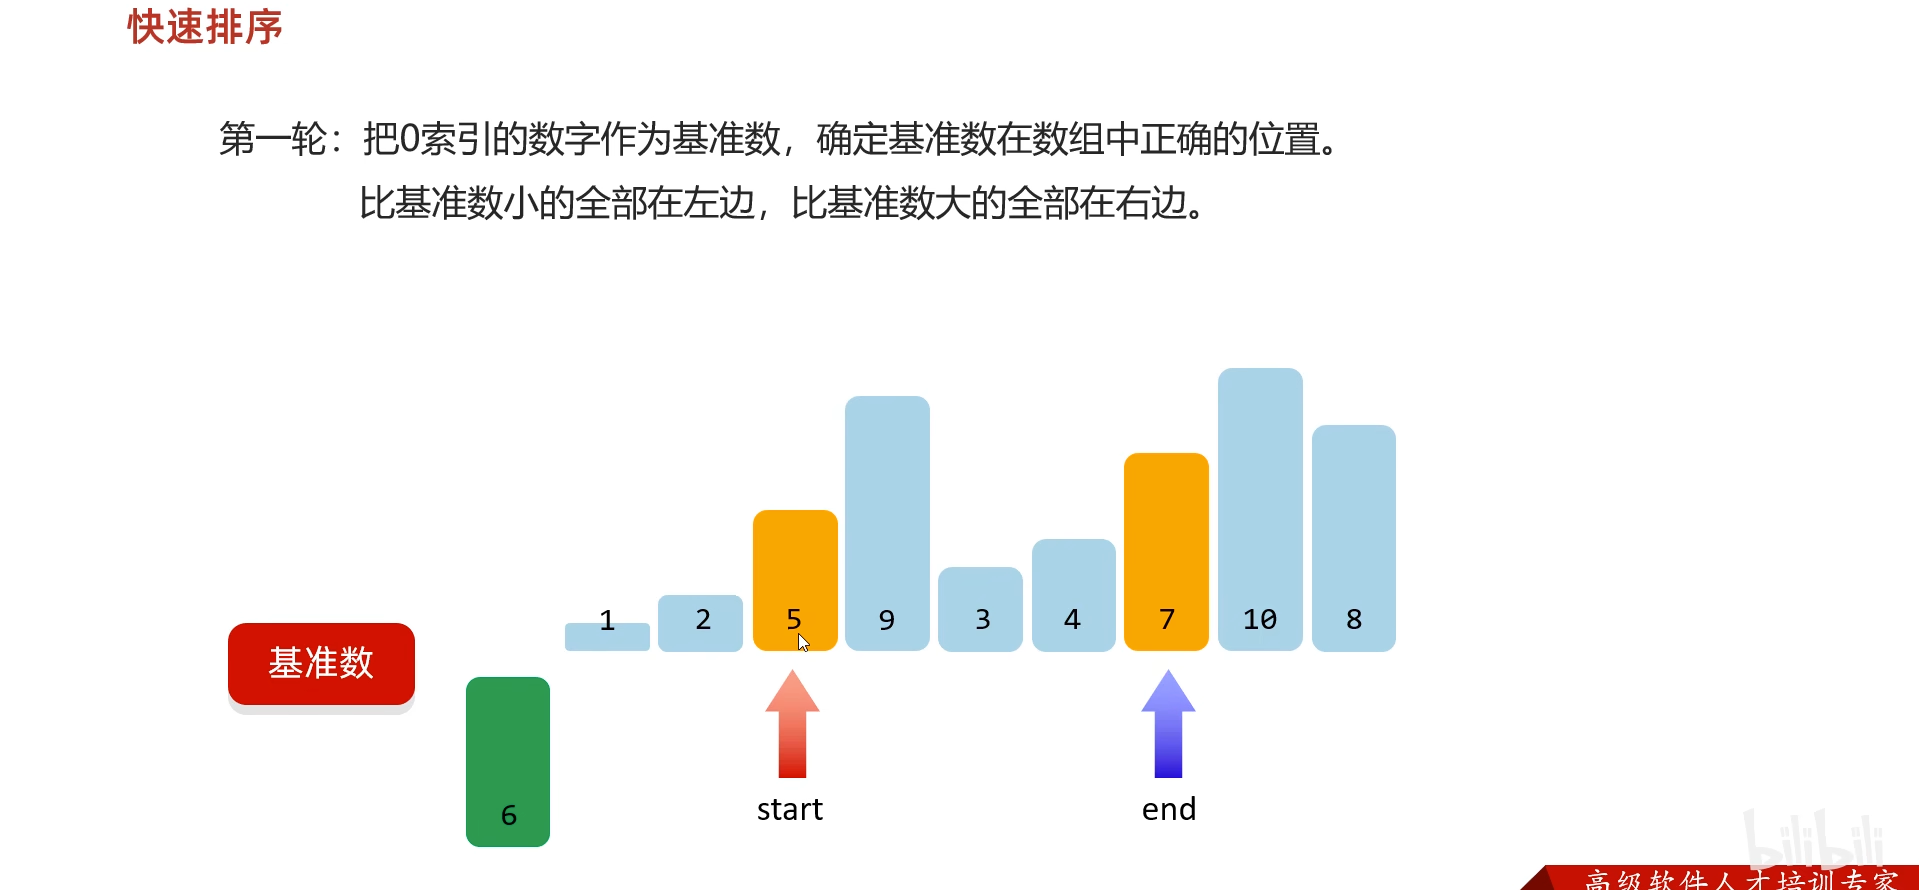 快速排序
第一轮：把0索引的数字作为基准数，确定基准数在数组中正确的位置。
比基准数小的全部在左边，比基准数大的全部在右边。
1 2 5 9 3 4 7 10 8
基准数
6
start end
bilibili
高级软件人才培训专家